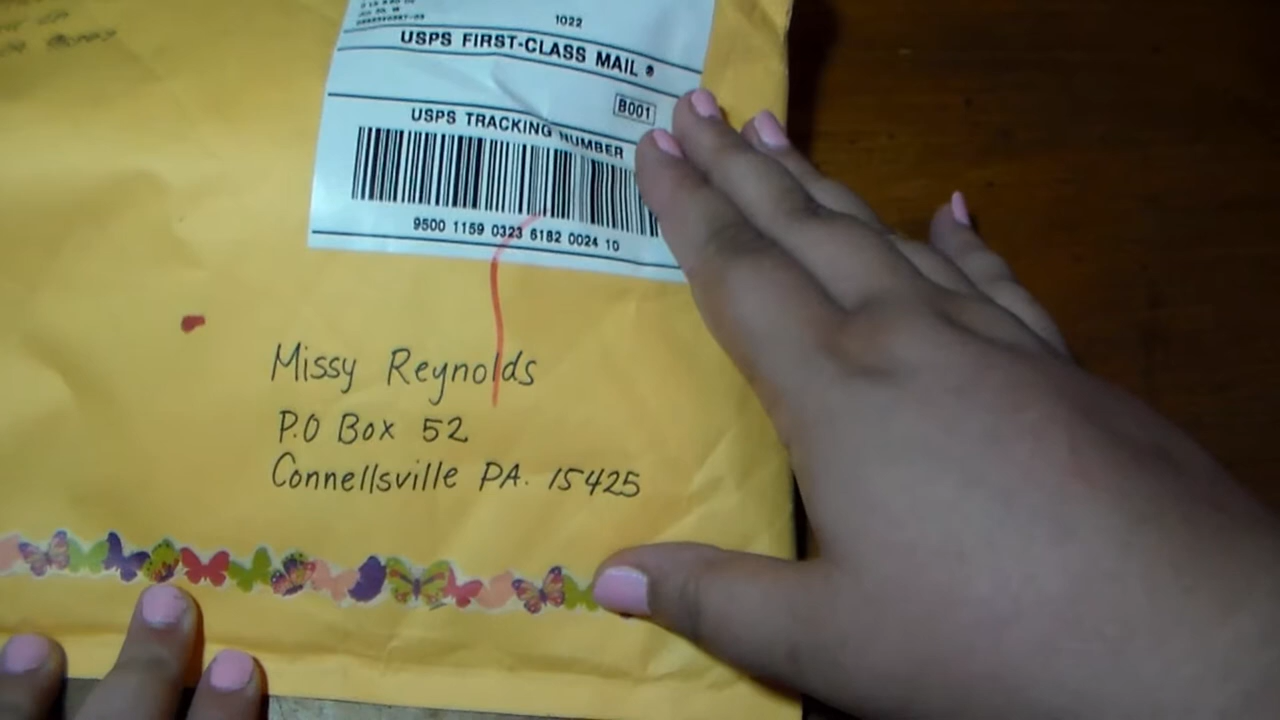 1022
USPS FIRST-CLASS MAIL ®
B001
USPS TRACKING NUMBER
9500 1159 0323 6182 0024 10
Missy Reynolds
P.O Box 52
Connellsville PA. 15425